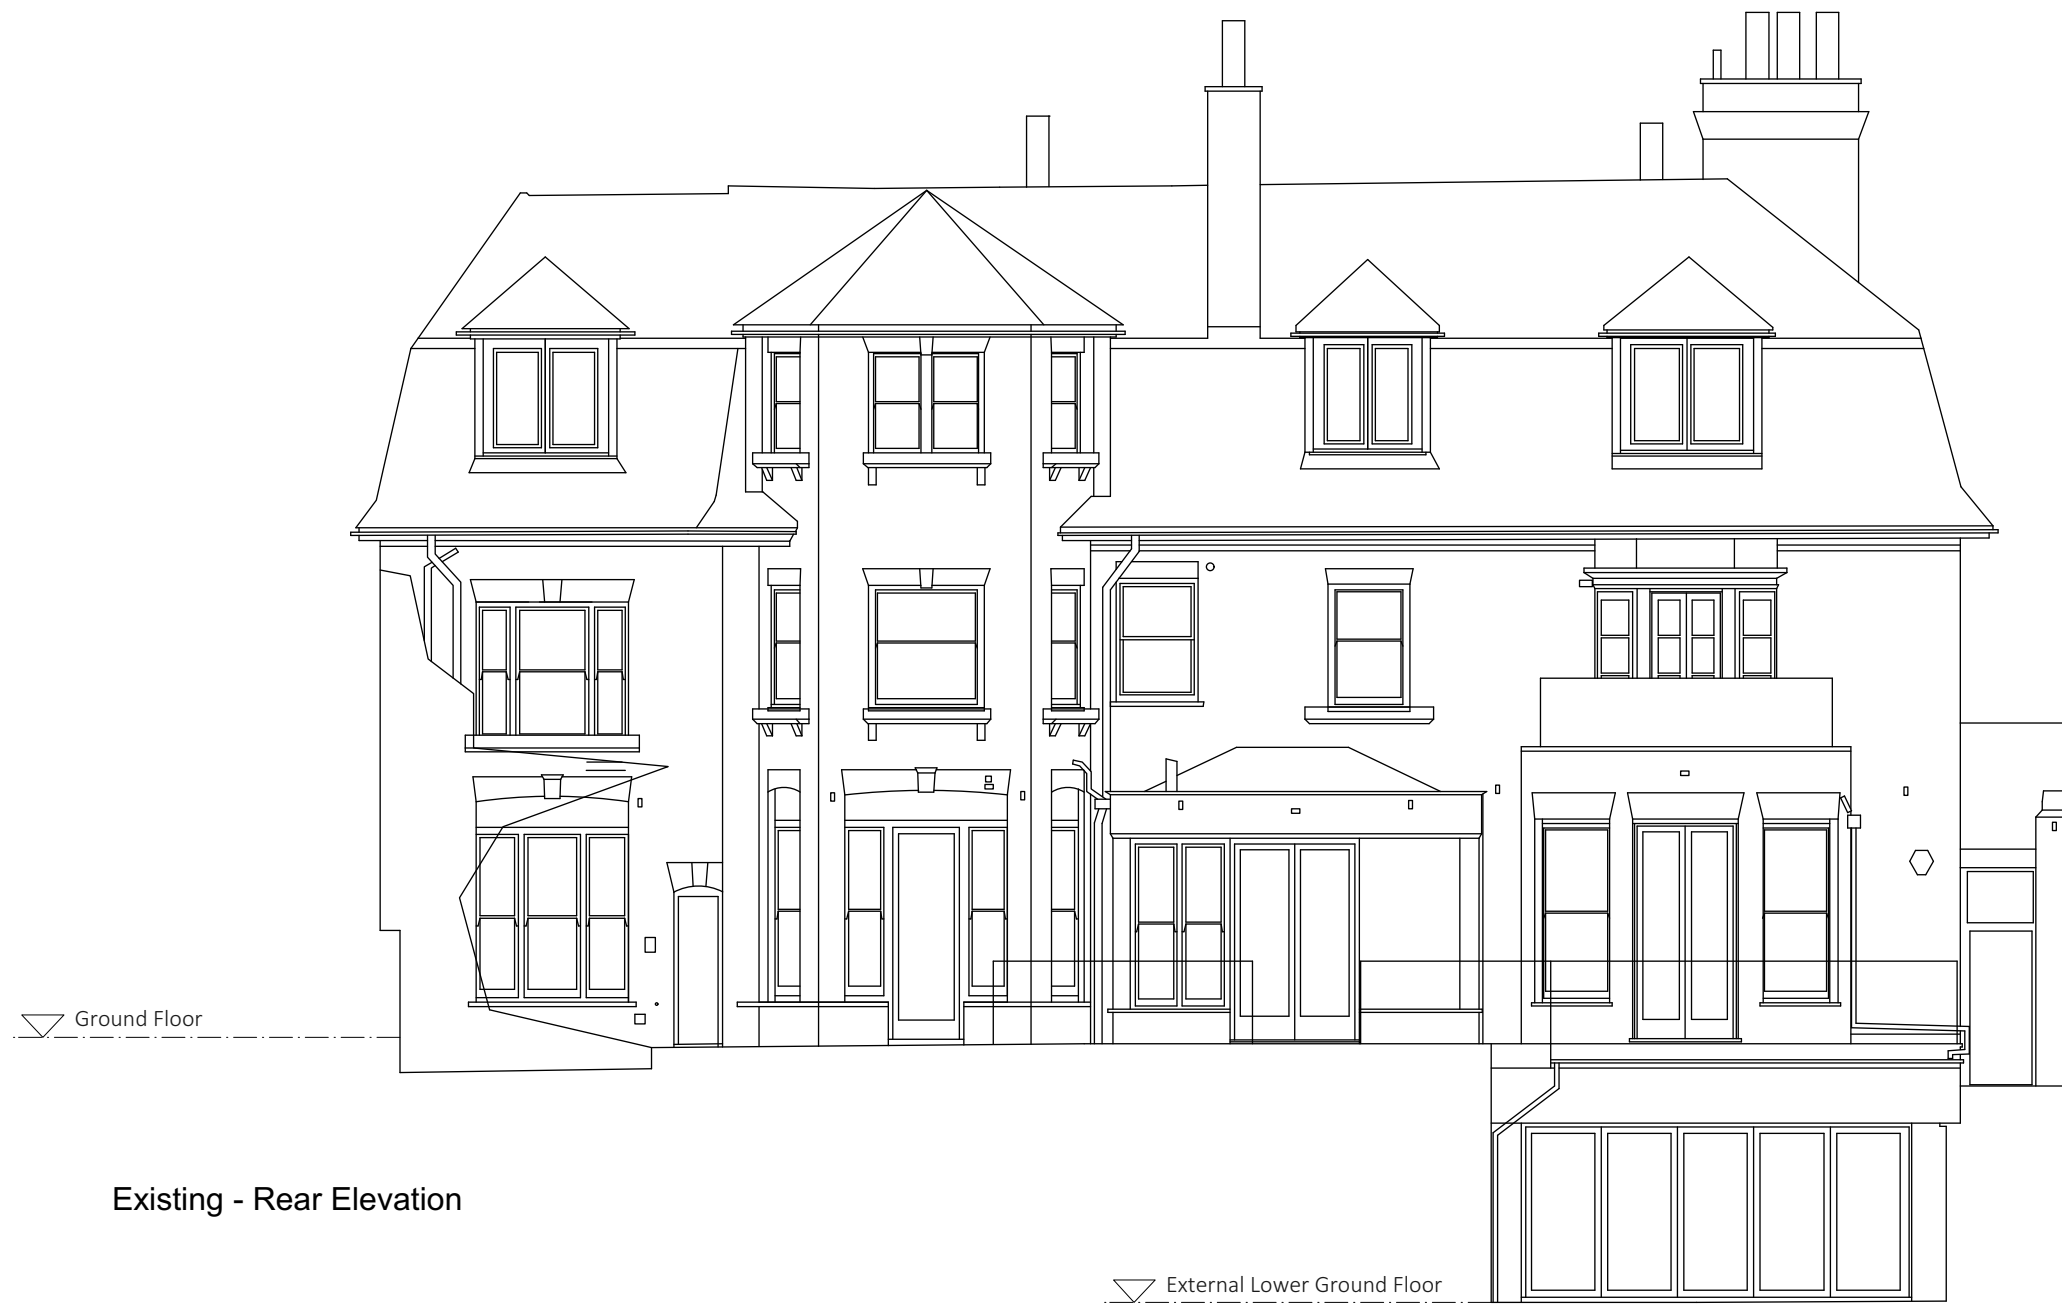 Ground Floor
Existing - Rear Elevation
External Lower Ground Floor